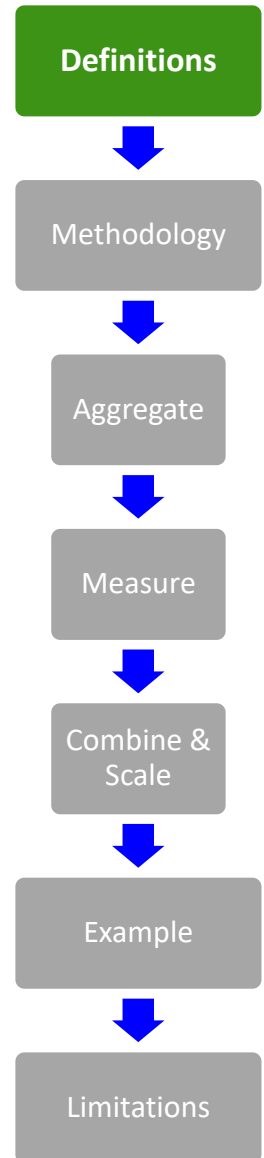 Definitions
Methodology
Aggregate
Measure
Combine &
Scale
Example
Limitations